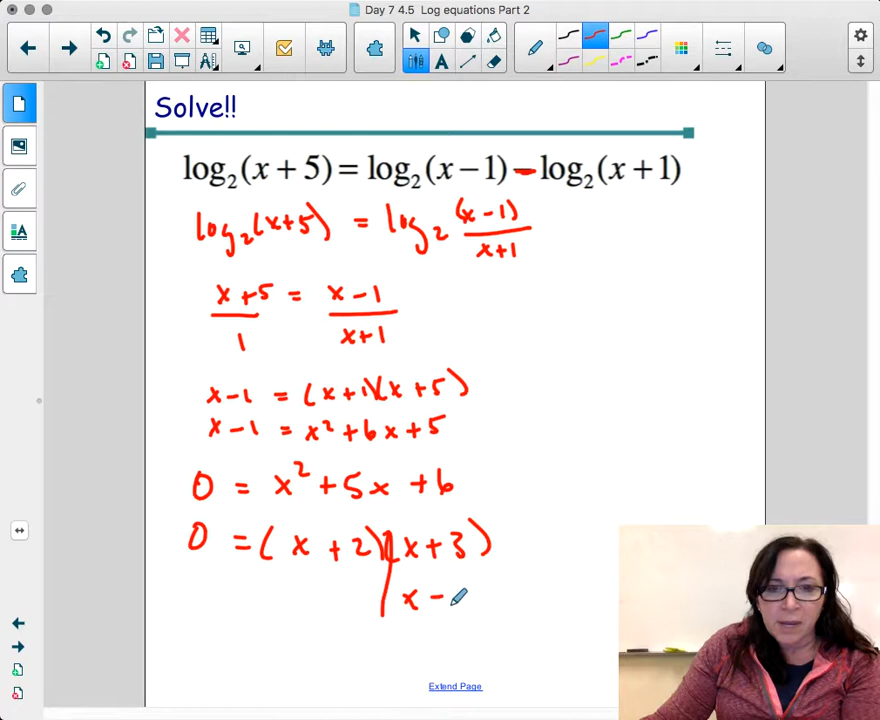 Day 7 4.5 Log equations Part 2
Solve!!
log₂(x + 5) = log₂(x − 1) - log₂(x + 1)
log₂(x+5) = log₂ (x-1)/x+1
x+5/1 = x-1/x+1
x-1 = (x+1)(x+5)
x-1 = x²+6x+5
0 = x²+5x+6
0 = (x+2)(x+3)
x -
Extend Page